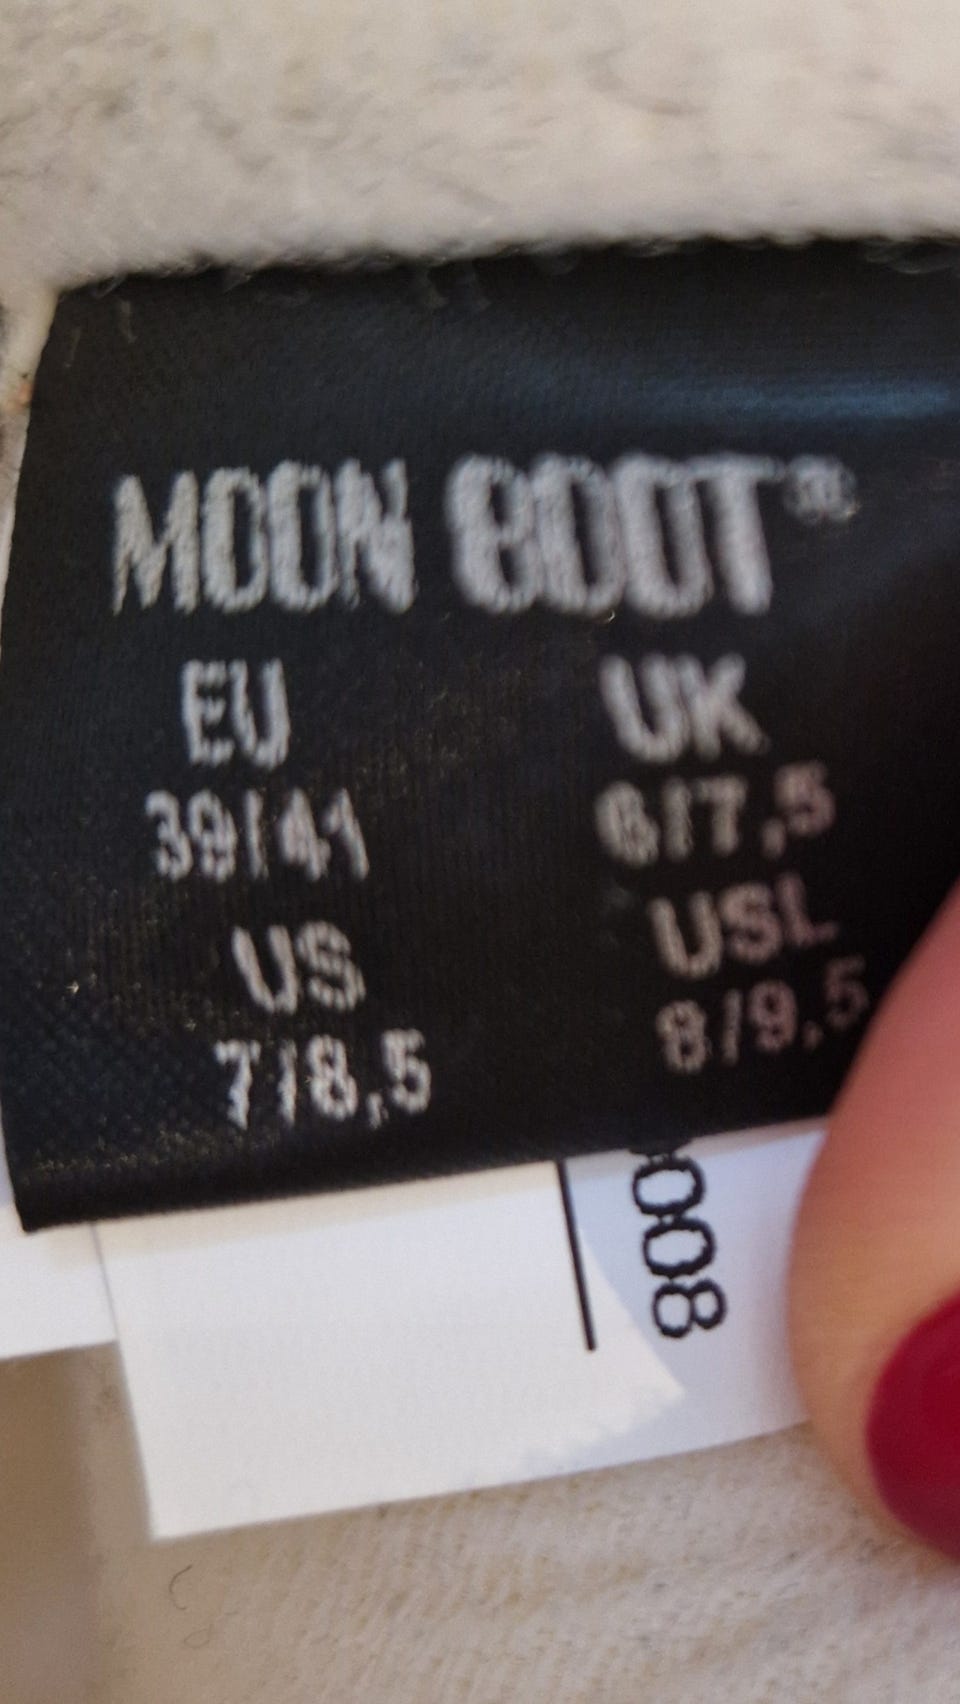 MOON BOOT®
EU UK
39/41 6/7,5
US USL
7/8,5 8/9,5
008